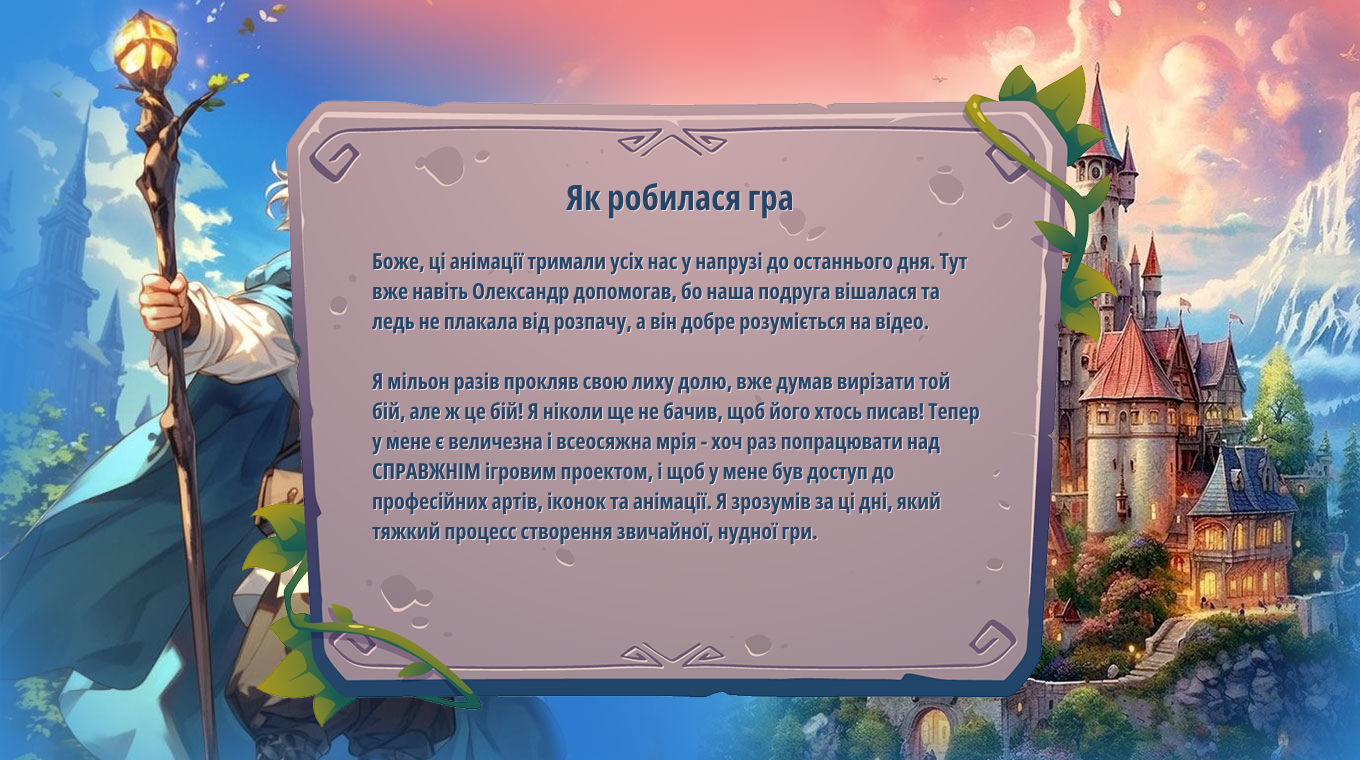 Як робилася гра
Боже, ці анімації тримали усіх нас у напрузі до останнього дня. Тут
вже навіть Олександр допомогав, бо наша подруга вішалася та
ледь не плакала від розпачу, а він добре розуміється на відео.
Я мільон разів прокляв свою лиху долю, вже думав вирізати той
бій, але ж це бій! Я ніколи ще не бачив, щоб його хтось писав! Тепер
у мене є величезна і всеосяжна мрія - хоч раз попрацювати над
СПРАВЖНІМ ігровим проектом, і щоб у мене був доступ до
професійних артів, іконок та анімації. Я зрозумів за ці дні, який
тяжкий процесс створення звичайної, нудної гри.